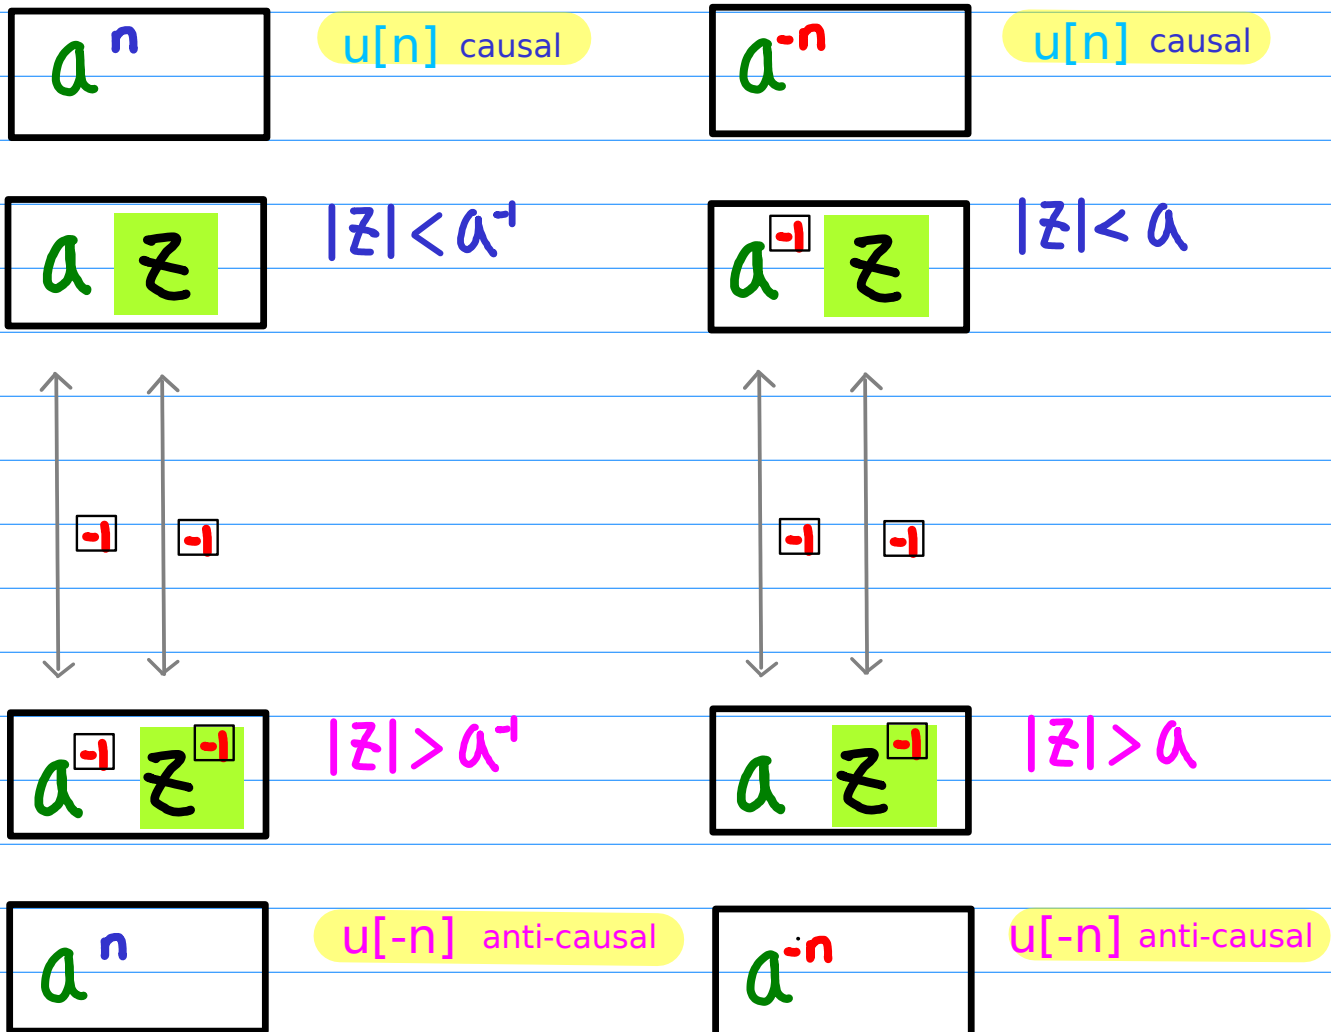 a^n u[n] causal a^-n u[n] causal
a z |z| < a^-1 a^-1 z |z| < a
-1 -1 -1 -1
a^-1 z^-1 |z| > a^-1 a z^-1 |z| > a
a^n u[-n] anti-causal a^-n u[-n] anti-causal